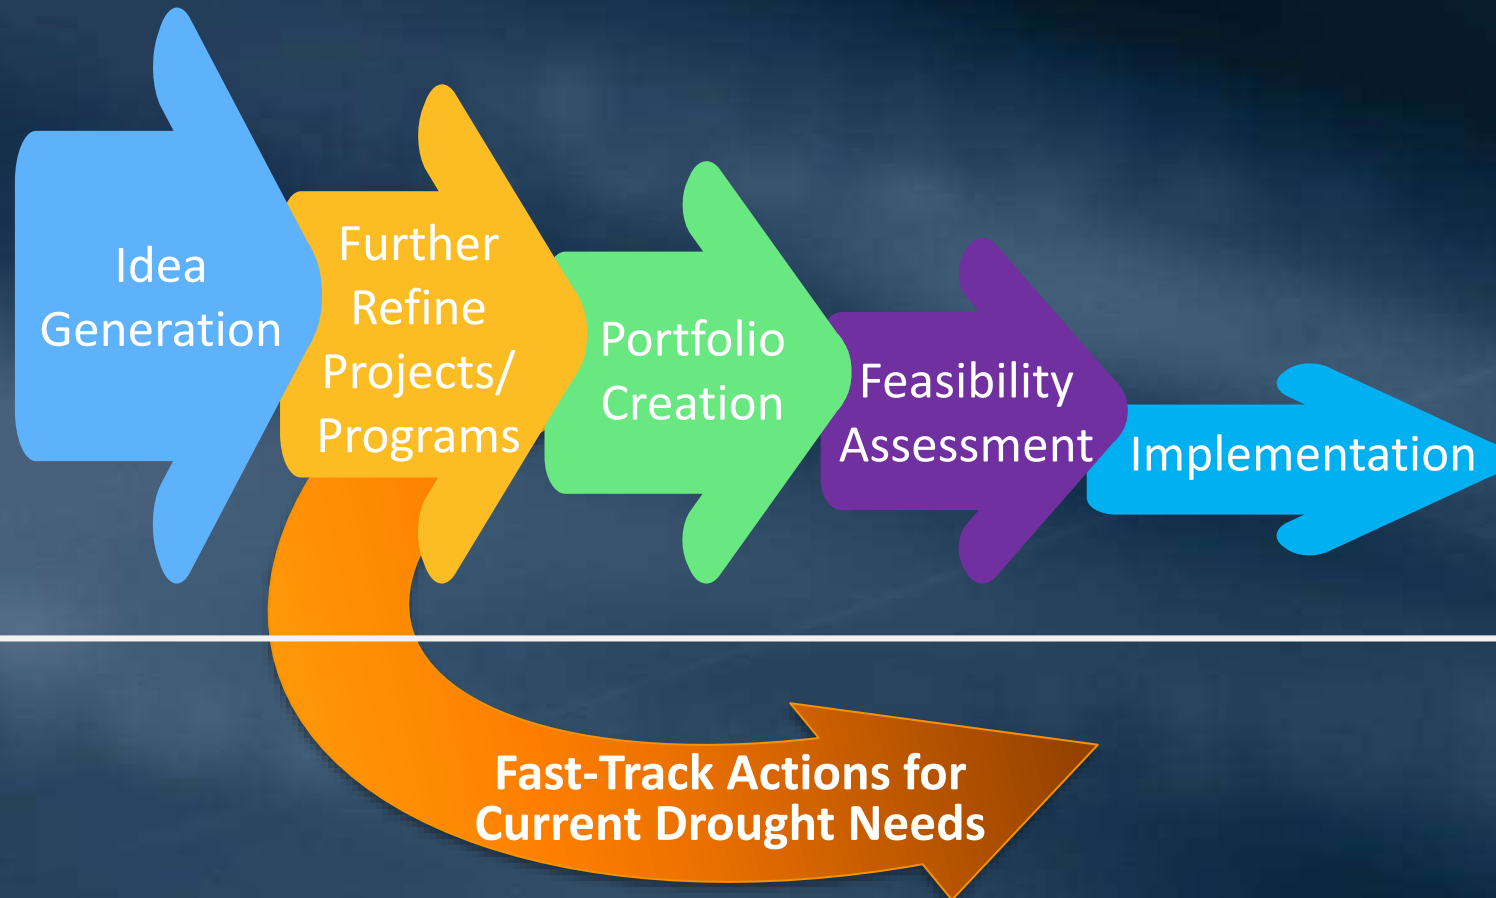 Idea
Generation
Further
Refine
Projects/
Programs
Portfolio
Creation
Feasibility
Assessment
Implementation
Fast-Track Actions for
Current Drought Needs